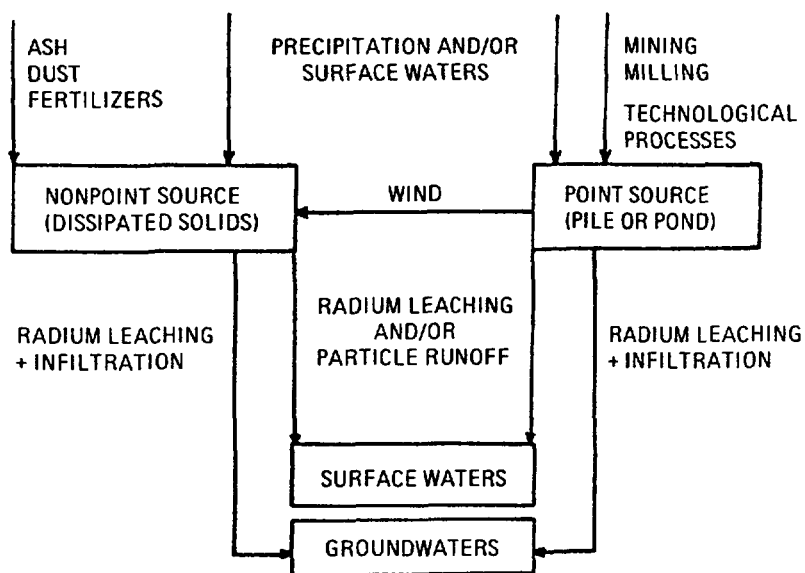 ASH
DUST
FERTILIZERS
PRECIPITATION AND/OR
SURFACE WATERS
MINING
MILLING
TECHNOLOGICAL
PROCESSES
NONPOINT SOURCE
(DISSIPATED SOLIDS)
WIND
POINT SOURCE
(PILE OR POND)
RADIUM LEACHING
+ INFILTRATION
RADIUM LEACHING
AND/OR
PARTICLE RUNOFF
RADIUM LEACHING
+ INFILTRATION
SURFACE WATERS
GROUNDWATERS